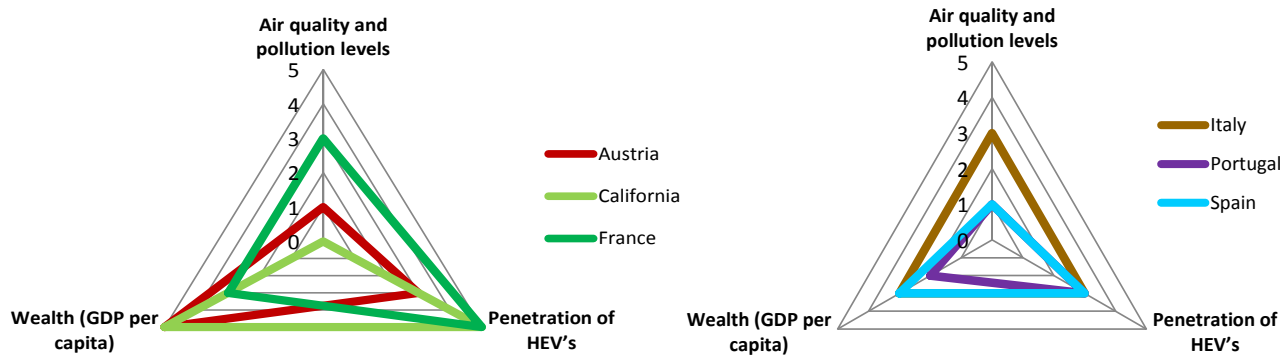 Air quality and
pollution levels
5
4
3
2
1
0
Wealth (GDP per
capita)
Penetration of
HEV's
Austria
California
France
Air quality and
pollution levels
5
4
3
2
1
0
Wealth (GDP per
capita)
Penetration of
HEV's
Italy
Portugal
Spain